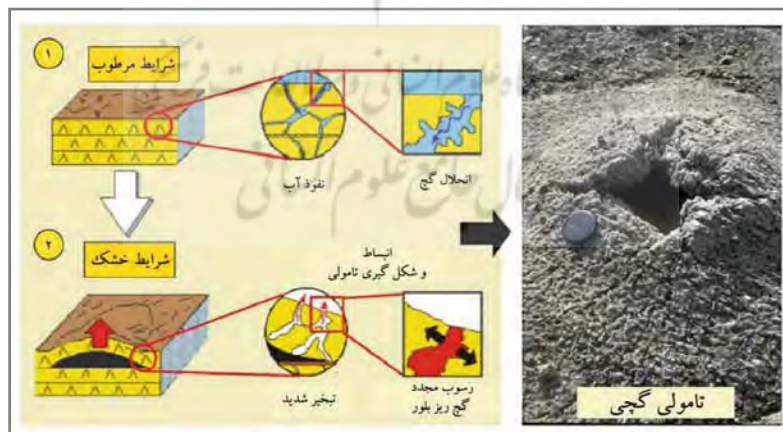 ۱
شرایط مرطوب
نفوذ آب
انحلال گچ
۲
شرایط خشک
انبساط
و شکل گیری تامولی
تبخیر شدید
رسوب مجدد
گچ ریز بلور
تامولی گچی